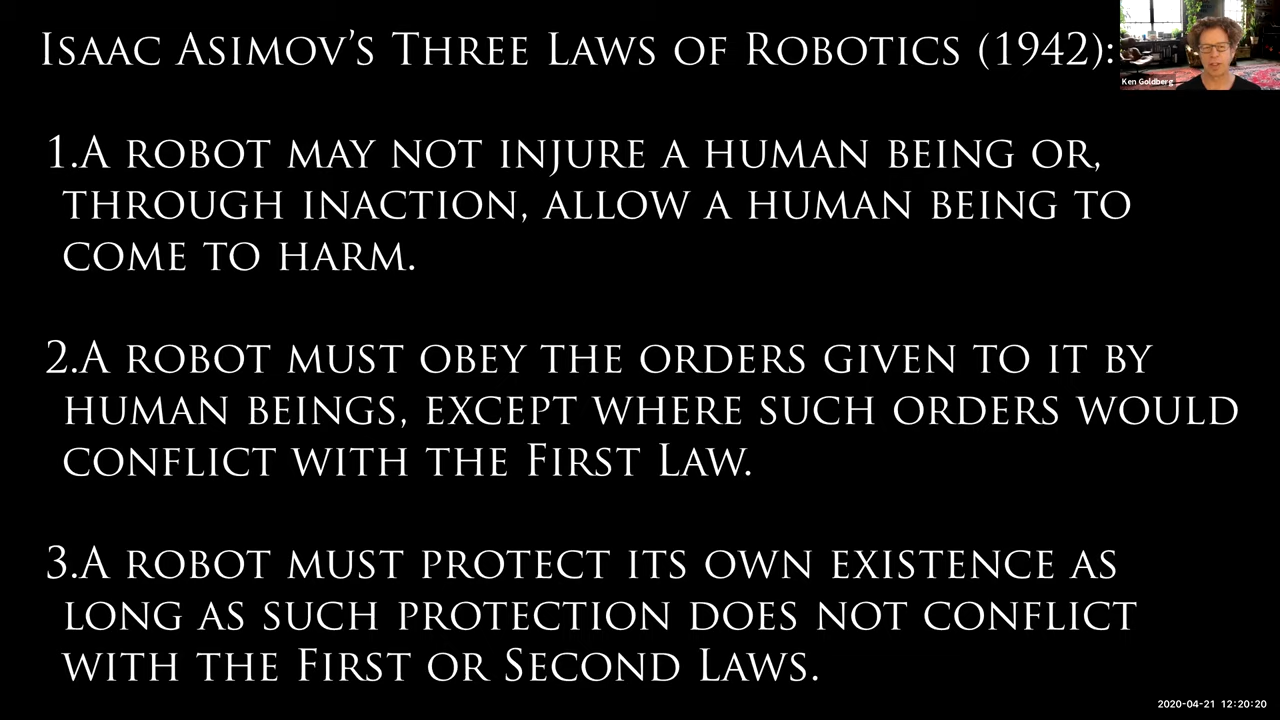 Isaac Asimov’s Three Laws of Robotics (1942):
Ken Goldberg
1.A robot may not injure a human being or,
through inaction, allow a human being to
come to harm.
2.A robot must obey the orders given to it by
human beings, except where such orders would
conflict with the First Law.
3.A robot must protect its own existence as
long as such protection does not conflict
with the First or Second Laws.
2020-04-21 12:20:20